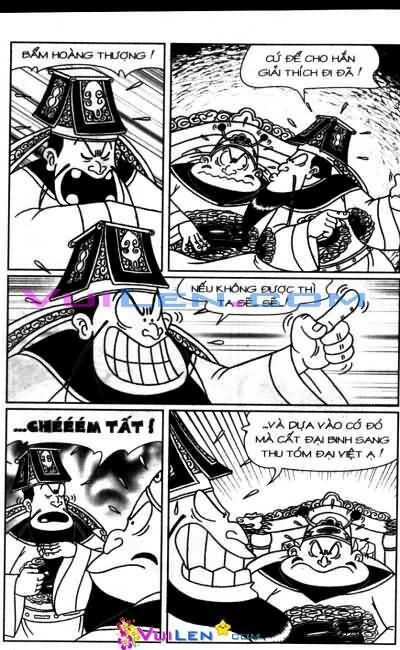 BẨM HOÀNG THƯỢNG!
CỨ ĐỂ CHO HẮN
GIẢI THÍCH ĐI ĐÃ!
NẾU KHÔNG ĐƯỢC THÌ
TA SẼ SẼ..
VUILEN.COM
...CHÉÉÉM TẤT!
..VÀ DỰA VÀO CỚ ĐÓ
MÀ CẤT ĐẠI BINH SANG
THU TÓM ĐẠI VIỆT Ạ!
VUILEN.COM